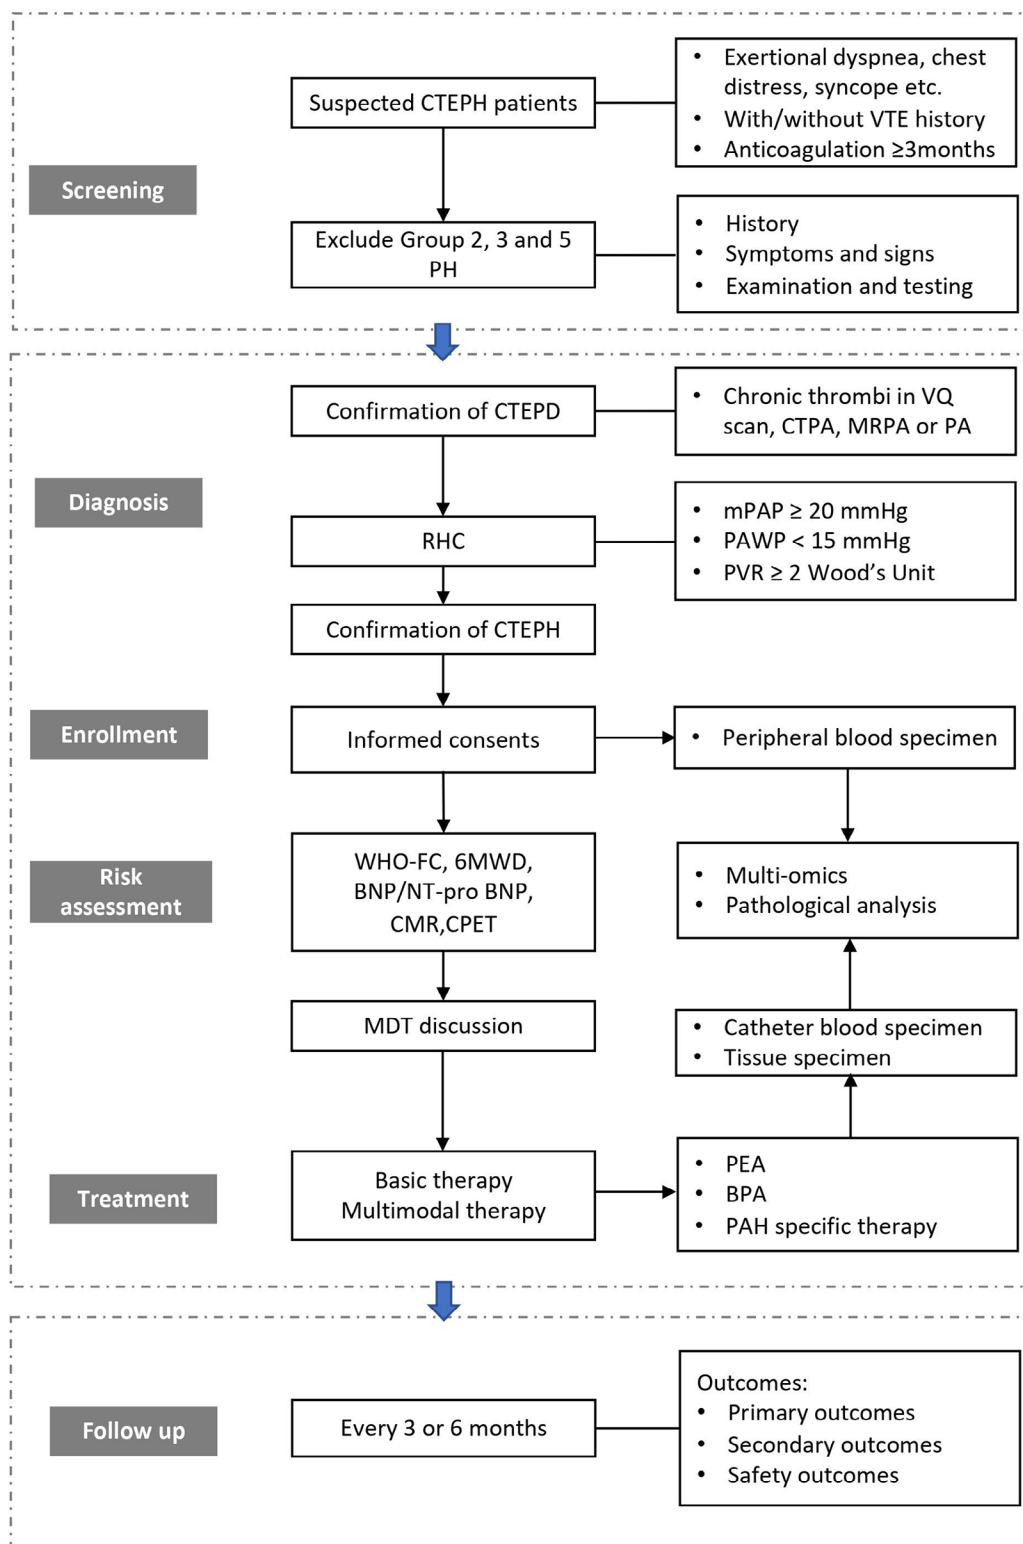 Suspected CTEPH patients
• Exertional dyspnea, chest
distress, syncope etc.
• With/without VTE history
• Anticoagulation ≥3months
Screening
Exclude Group 2, 3 and 5
PH
• History
• Symptoms and signs
• Examination and testing
Confirmation of CTEPD
• Chronic thrombi in VQ
scan, CTPA, MRPA or PA
Diagnosis
RHC
• mPAP ≥ 20 mmHg
• PAWP < 15 mmHg
• PVR ≥ 2 Wood’s Unit
Confirmation of CTEPH
Enrollment
Informed consents
• Peripheral blood specimen
Risk
assessment
WHO-FC, 6MWD,
BNP/NT-pro BNP,
CMR,CPET
• Multi-omics
• Pathological analysis
MDT discussion
• Catheter blood specimen
• Tissue specimen
Treatment
Basic therapy
Multimodal therapy
• PEA
• BPA
• PAH specific therapy
Follow up
Every 3 or 6 months
Outcomes:
• Primary outcomes
• Secondary outcomes
• Safety outcomes